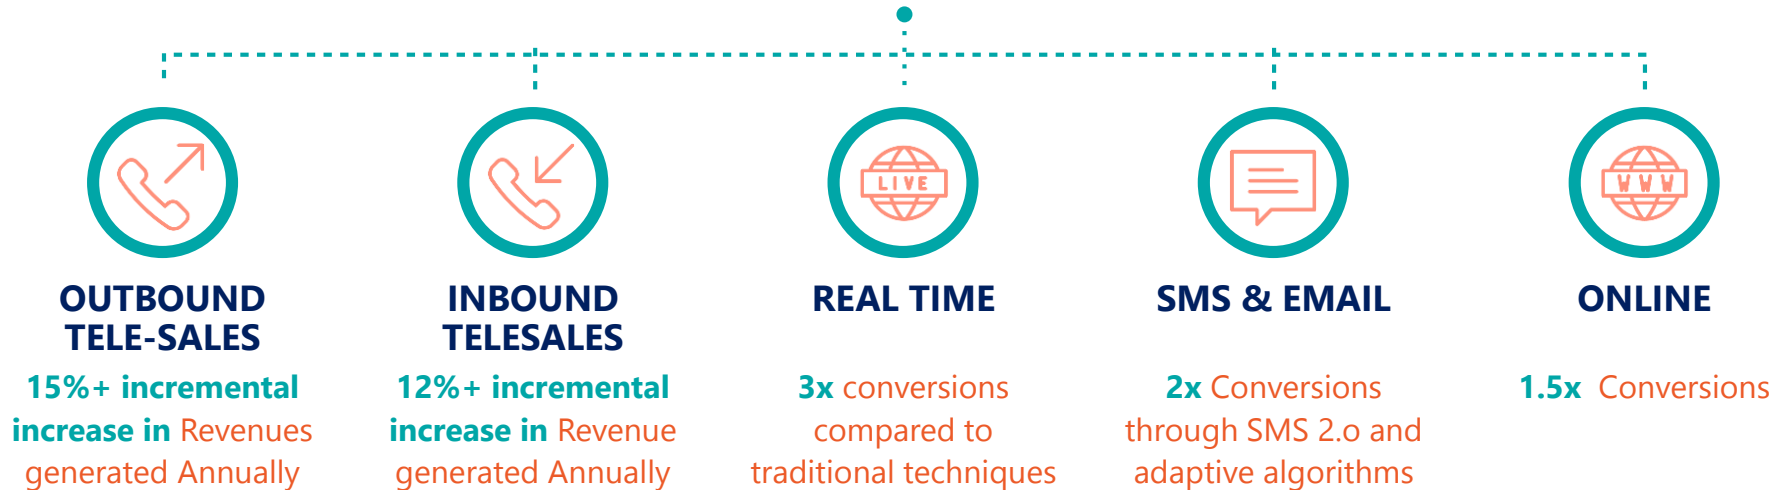 LIVE
WWW
OUTBOUND
TELE-SALES
15%+ incremental
increase in Revenues
generated Annually
INBOUND
TELESALES
12%+ incremental
increase in Revenue
generated Annually
REAL TIME
3x conversions
compared to
traditional techniques
SMS & EMAIL
2x Conversions
through SMS 2.o and
adaptive algorithms
ONLINE
1.5x Conversions